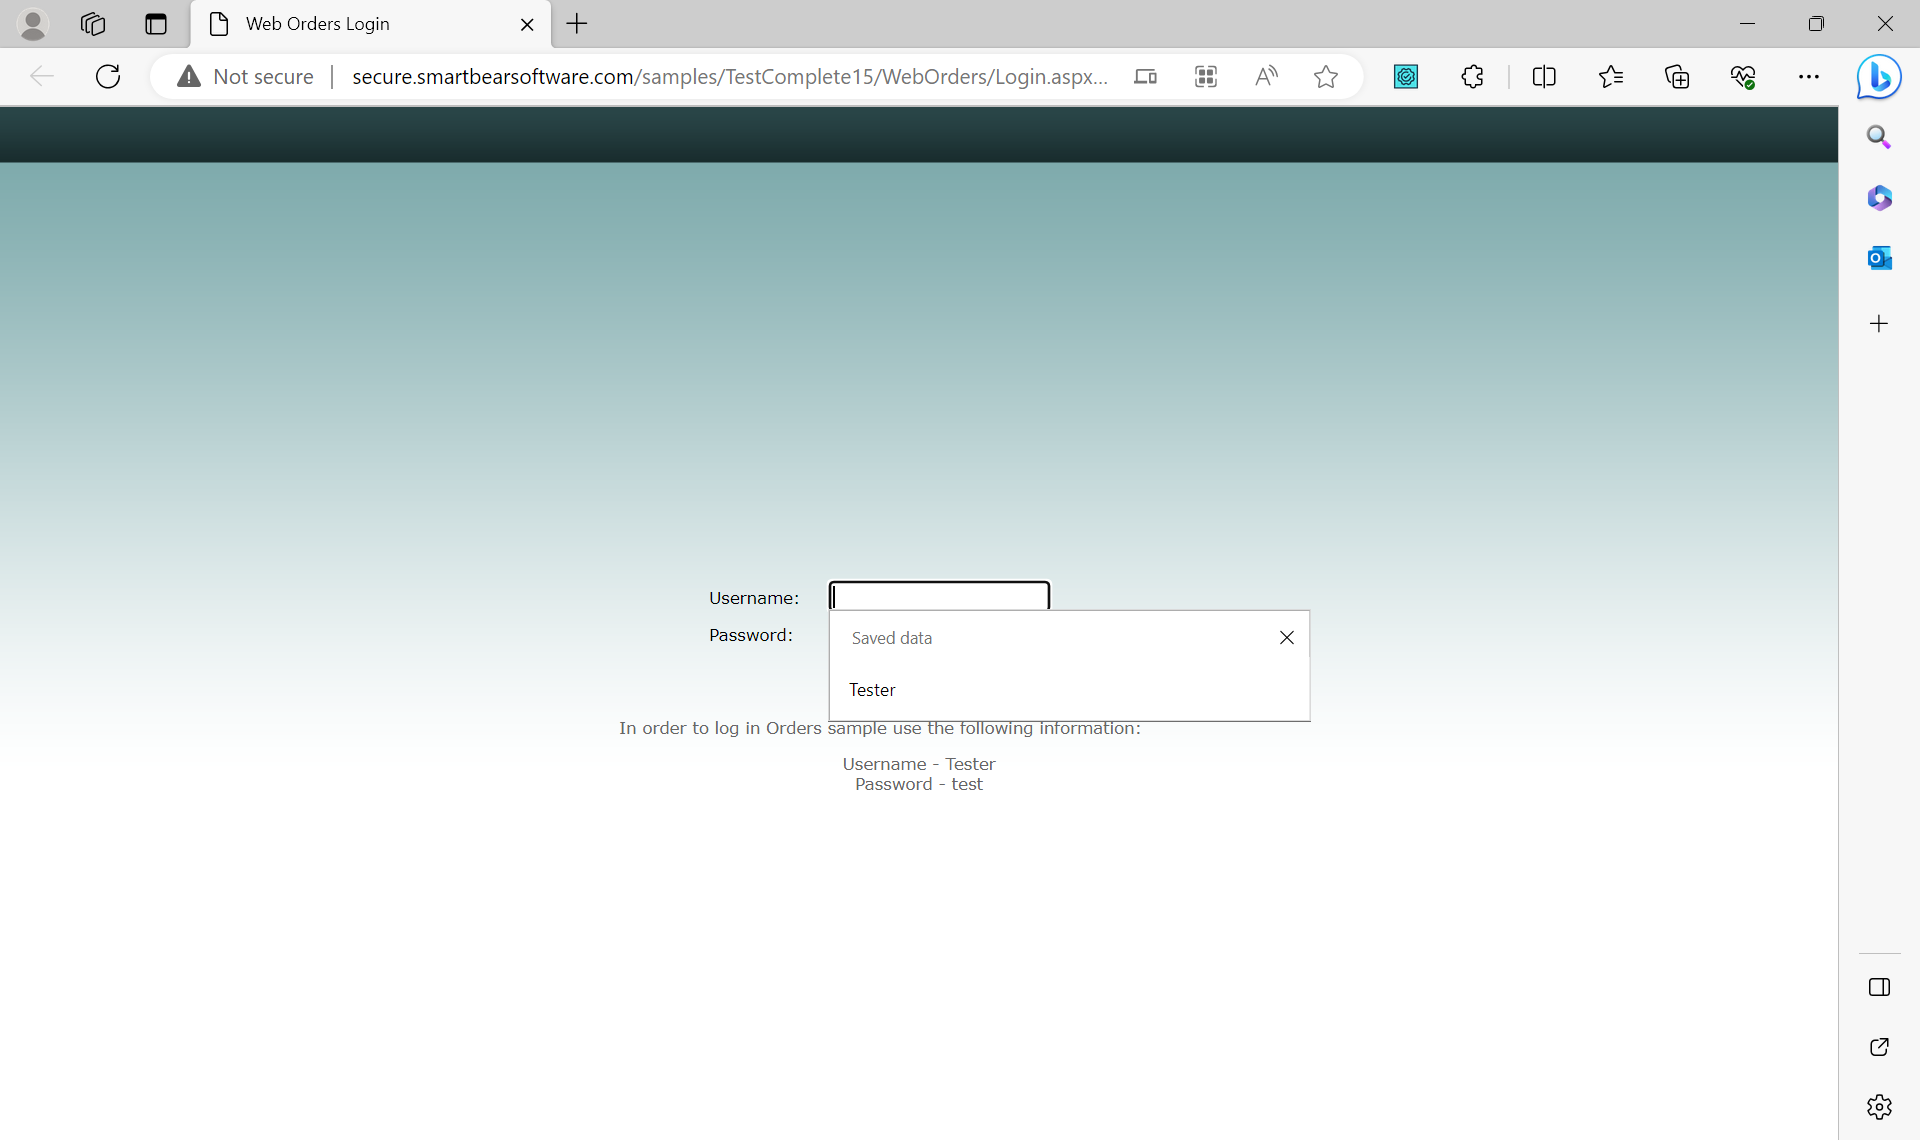 Web Orders Login
Not secure
secure.smartbearsoftware.com/samples/TestComplete15/WebOrders/Login.aspx...
Username:
Password:
Saved data
Tester
In order to log in Orders sample use the following information:
Username - Tester
Password - test